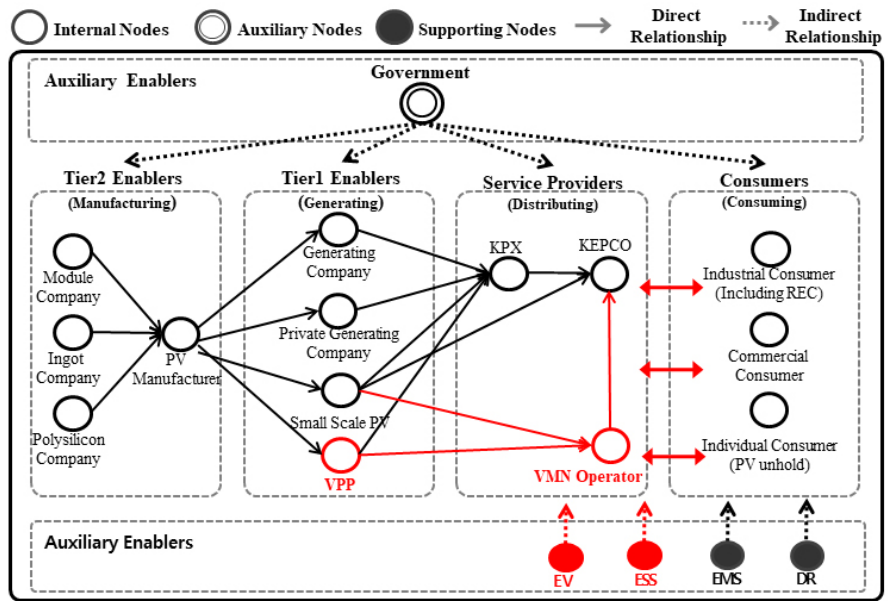 Internal Nodes
Auxiliary Nodes
Supporting Nodes
Direct
Relationship
Indirect
Relationship
Auxiliary Enablers
Government
Tier2 Enablers
(Manufacturing)
Tier1 Enablers
(Generating)
Service Providers
(Distributing)
Consumers
(Consuming)
Module
Company
Ingot
Company
Polysilicon
Company
PV
Manufacturer
Generating
Company
Private Generating
Company
Small Scale PV
VPP
KPX
KEPCO
VMN Operator
Industrial Consumer
(Including REC)
Commercial
Consumer
Individual Consumer
(PV unhold)
Auxiliary Enablers
EV
ESS
EMS
DR